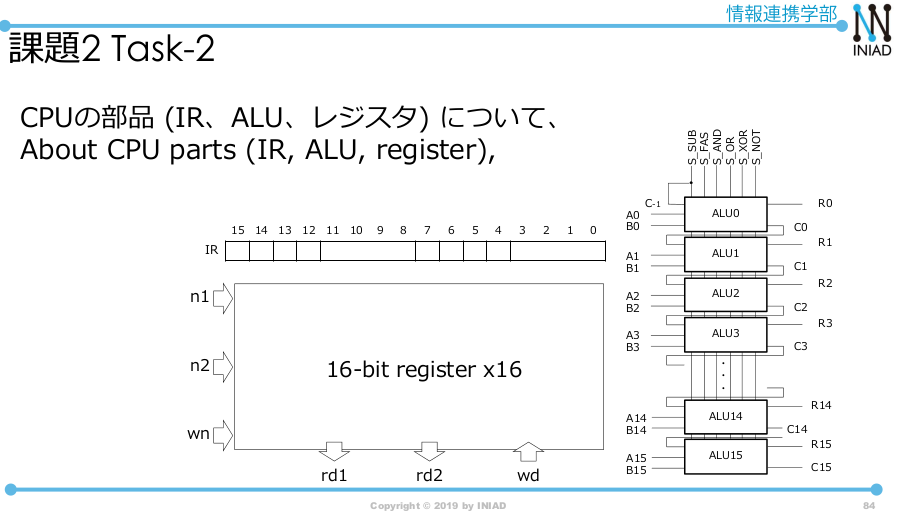 情報連携学部
INIAD
課題2 Task-2
CPUの部品 (IR、ALU、レジスタ) について、
About CPU parts (IR, ALU, register),
15 14 13 12 11 10 9 8 7 6 5 4 3 2 1 0
IR
n1
n2
wn
16-bit register x16
rd1 rd2 wd
S_SUB
S_FAS
S_AND
S_OR
S_XOR
S_NOT
C-1
A0
B0
ALU0
R0
C0
A1
B1
ALU1
R1
C1
A2
B2
ALU2
R2
C2
A3
B3
ALU3
R3
C3
A14
B14
ALU14
R14
C14
A15
B15
ALU15
R15
C15
Copyright © 2019 by INIAD
84